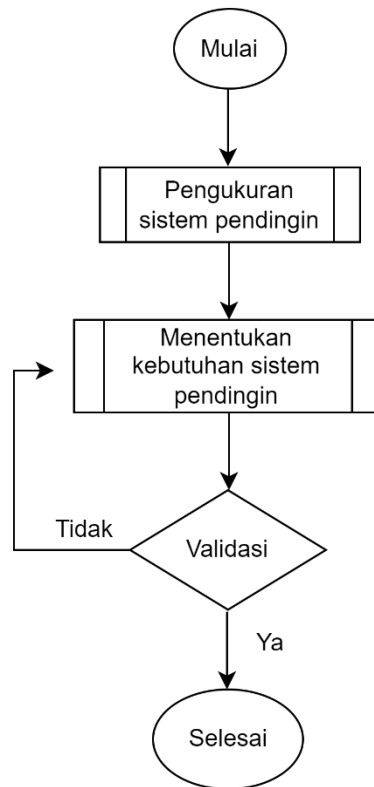 Mulai
Pengukuran
sistem pendingin
Menentukan
kebutuhan sistem
pendingin
Tidak
Validasi
Ya
Selesai